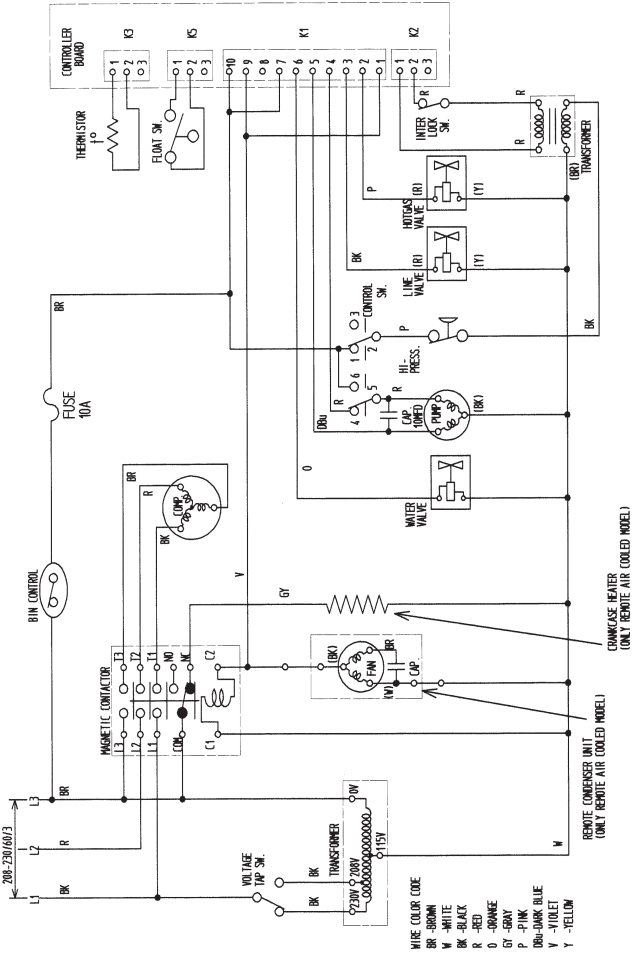 CONTROLLER
BOARD
K3
K5
K1
K2
1
2
3
1
2
3
10
9
8
7
6
5
4
3
2
1
1
2
3
THERMISTOR
t°
FLOAT SW.
INTER
LOCK
SW.
R
R
R
TRANSFORMER
(BR)
HOTGAS
VALVE
(R)
(Y)
P
LINE
VALVE
(R)
(Y)
BK
CONTROL
SW.
3
1
2
P
HI-
PRESS.
BK
6
5
4
R
R
DBu
CAP.
10MFD
PUMP
(BK)
O
WATER
VALVE
BR
FUSE
10A
BIN CONTROL
BR
R
BK
COMP.
V
GY
CRANKCASE HEATER
(ONLY REMOTE AIR COOLED MODEL)
MAGNETIC CONTACTOR
T3
T2
T1
NO
NC
C2
L3
L2
L1
COM
C1
(BK)
FAN
BR
(W)
CAP.
REMOTE CONDENSER UNIT
(ONLY REMOTE AIR COOLED MODEL)
208-230/60/3
L3
BR
L2
R
L1
BK
VOLTAGE
TAP SW.
BK
BK
TRANSFORMER
0V
208V
230V
115V
W
WIRE COLOR CODE
BR -BROWN
W -WHITE
BK -BLACK
R -RED
O -ORANGE
GY -GRAY
P -PINK
DBu-DARK BLUE
V -VIOLET
Y -YELLOW